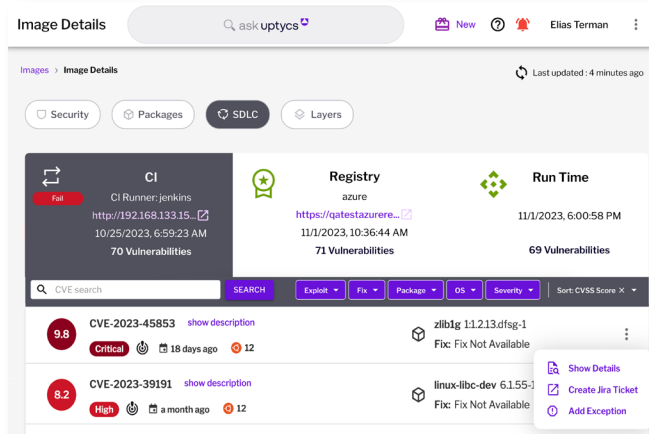 Image Details
ask uptycs
New
Elias Terman
Images > Image Details
Last updated : 4 minutes ago
Security
Packages
SDLC
Layers
Fail
CI
CI Runner: jenkins
http://192.168.133.15...
10/25/2023, 6:59:23 AM
70 Vulnerabilities
Registry
azure
https://qatestazurere...
11/1/2023, 10:36:44 AM
71 Vulnerabilities
Run Time
11/1/2023, 6:00:58 PM
69 Vulnerabilities
CVE search
SEARCH
Exploit
Fix
Package
OS
Severity
Sort: CVSS Score ×
9.8
CVE-2023-45853 show description
Critical 18 days ago 12
zlib1g 1:1.2.13.dfsg-1
Fix: Fix Not Available
8.2
CVE-2023-39191 show description
High a month ago 12
linux-libc-dev 6.1.55-1
Fix: Fix Not Available
Show Details
Create Jira Ticket
Add Exception